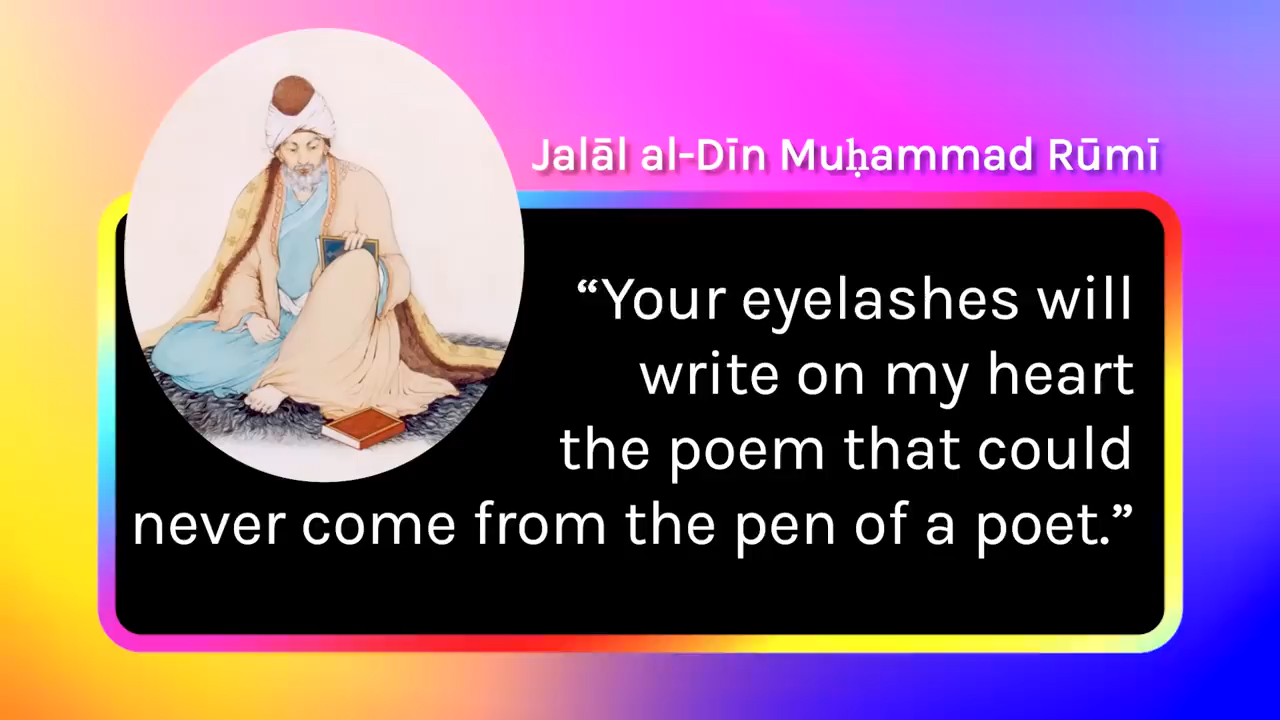 Jalāl al-Dīn Muḥammad Rūmī
“Your eyelashes will
write on my heart
the poem that could
never come from the pen of a poet.”